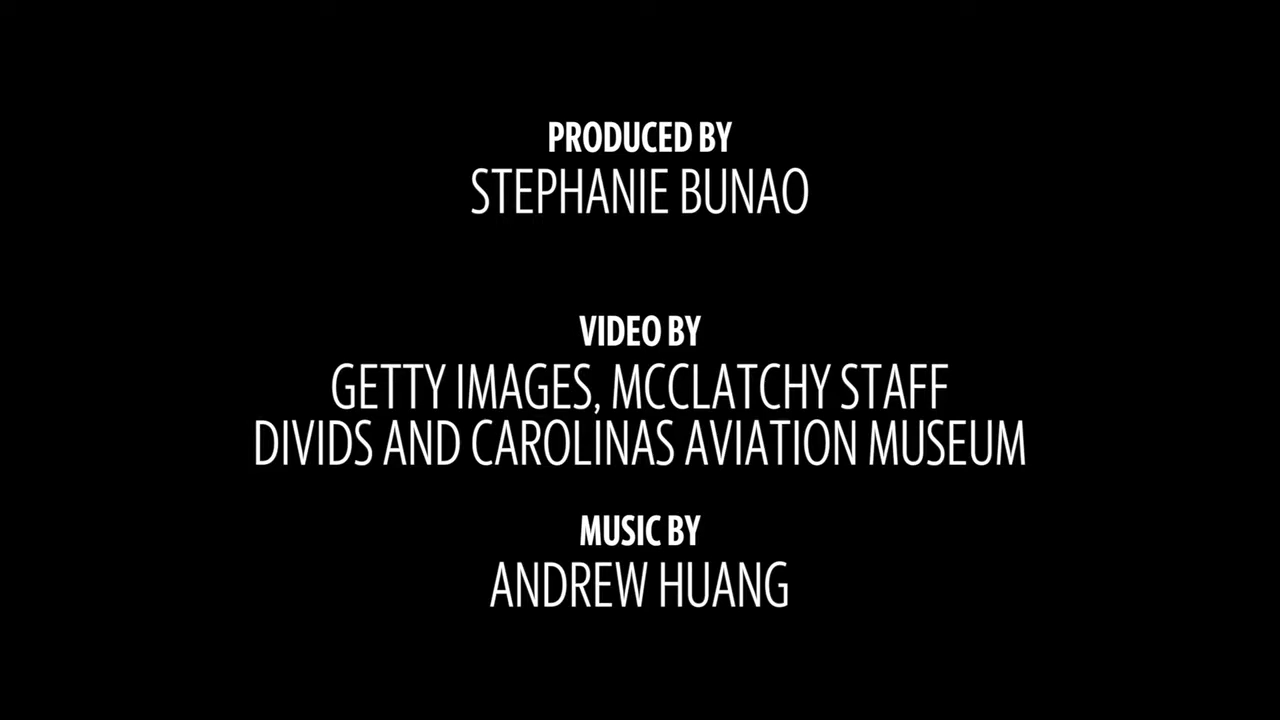 PRODUCED BY
STEPHANIE BUNAO
VIDEO BY
GETTY IMAGES, MCCLATCHY STAFF
DIVIDS AND CAROLINAS AVIATION MUSEUM
MUSIC BY
ANDREW HUANG